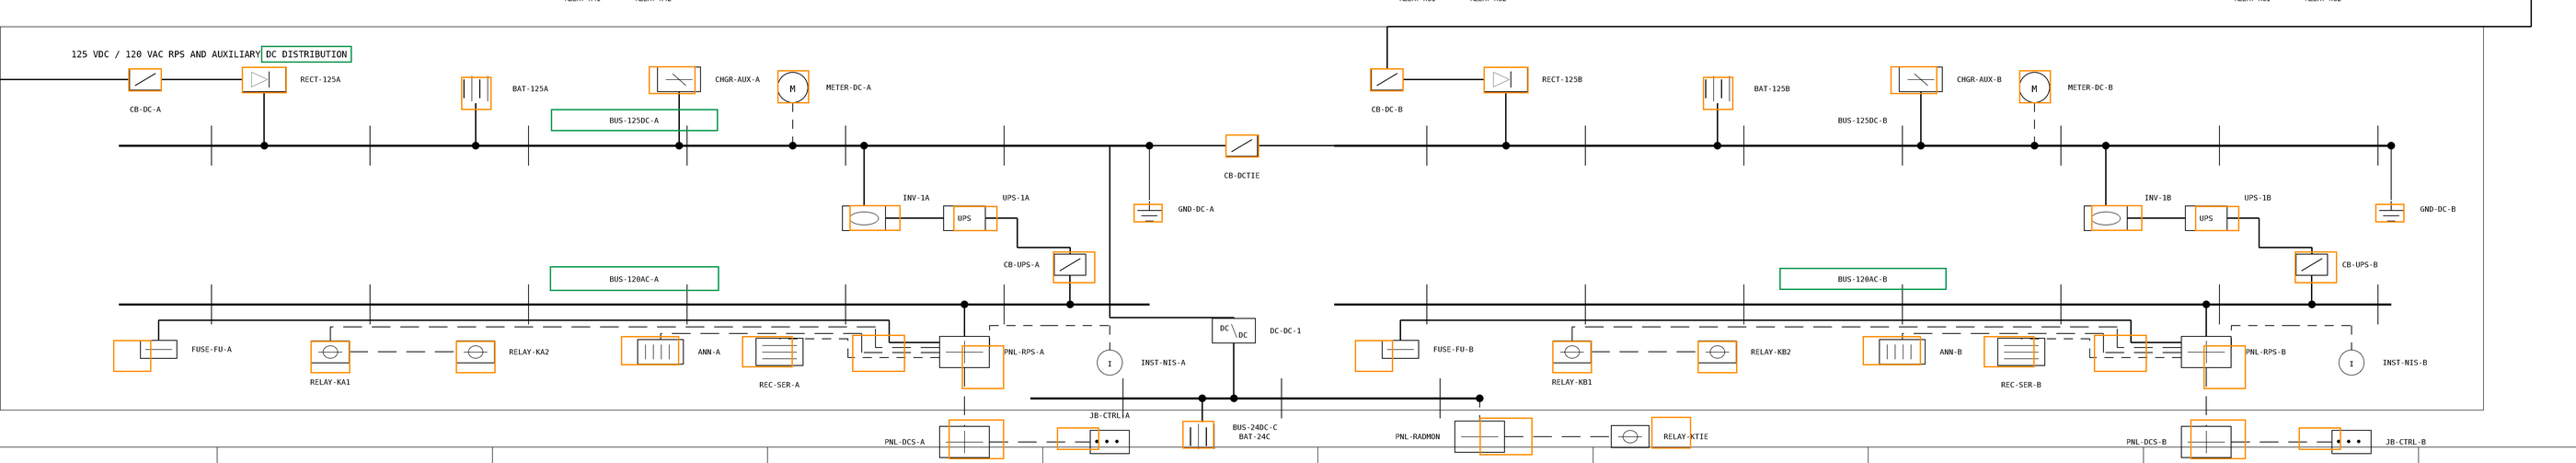 125 VDC / 120 VAC RPS AND AUXILIARY DC DISTRIBUTION
RECT-125A
CB-DC-A
BAT-125A
CHGR-AUX-A
M
METER-DC-A
BUS-125DC-A
CB-DC-B
RECT-125B
BAT-125B
CHGR-AUX-B
M
METER-DC-B
BUS-125DC-B
CB-DCTIE
INV-1A
UPS-1A
UPS
GND-DC-A
CB-UPS-A
INV-1B
UPS-1B
UPS
GND-DC-B
CB-UPS-B
BUS-120AC-A
BUS-120AC-B
FUSE-FU-A
RELAY-KA1
RELAY-KA2
ANN-A
REC-SER-A
PNL-RPS-A
I
INST-NIS-A
DC
DC
DC-DC-1
FUSE-FU-B
RELAY-KB1
RELAY-KB2
ANN-B
REC-SER-B
PNL-RPS-B
I
INST-NIS-B
PNL-DCS-A
JB-CTRL-A
BUS-24DC-C
BAT-24C
PNL-RADMON
RELAY-KTIE
PNL-DCS-B
JB-CTRL-B